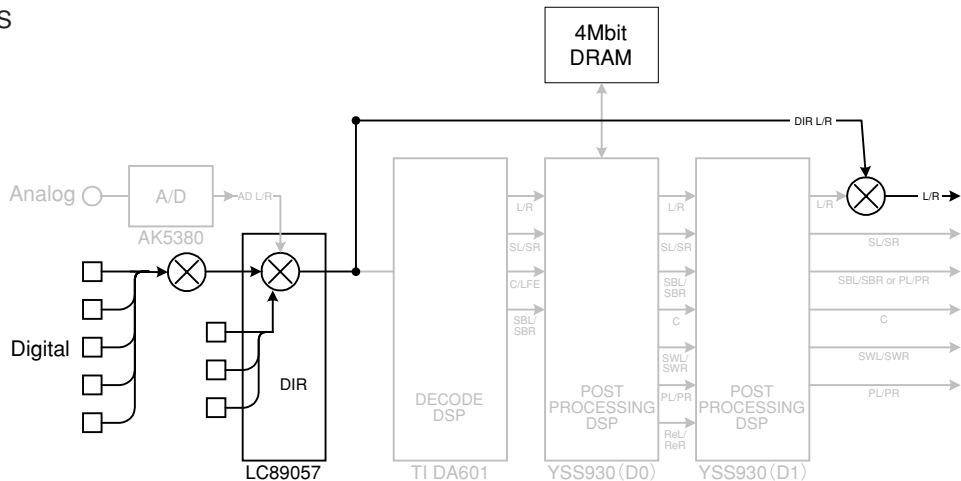 S
4Mbit
DRAM
DIR L/R
Analog
A/D
AD L/R
AK5380
L/R
L/R
L/R
L/R
SL/SR
SL/SR
SL/SR
C/LFE
SBL/
SBR
SBL/SBR or PL/PR
SBL/
SBR
C
C
Digital
SWL/
SWR
SWL/SWR
DIR
DECODE
DSP
POST
PROCESSING
DSP
PL/PR
POST
PROCESSING
DSP
PL/PR
ReL/
ReR
LC89057
TI DA601
YSS930(D0)
YSS930(D1)